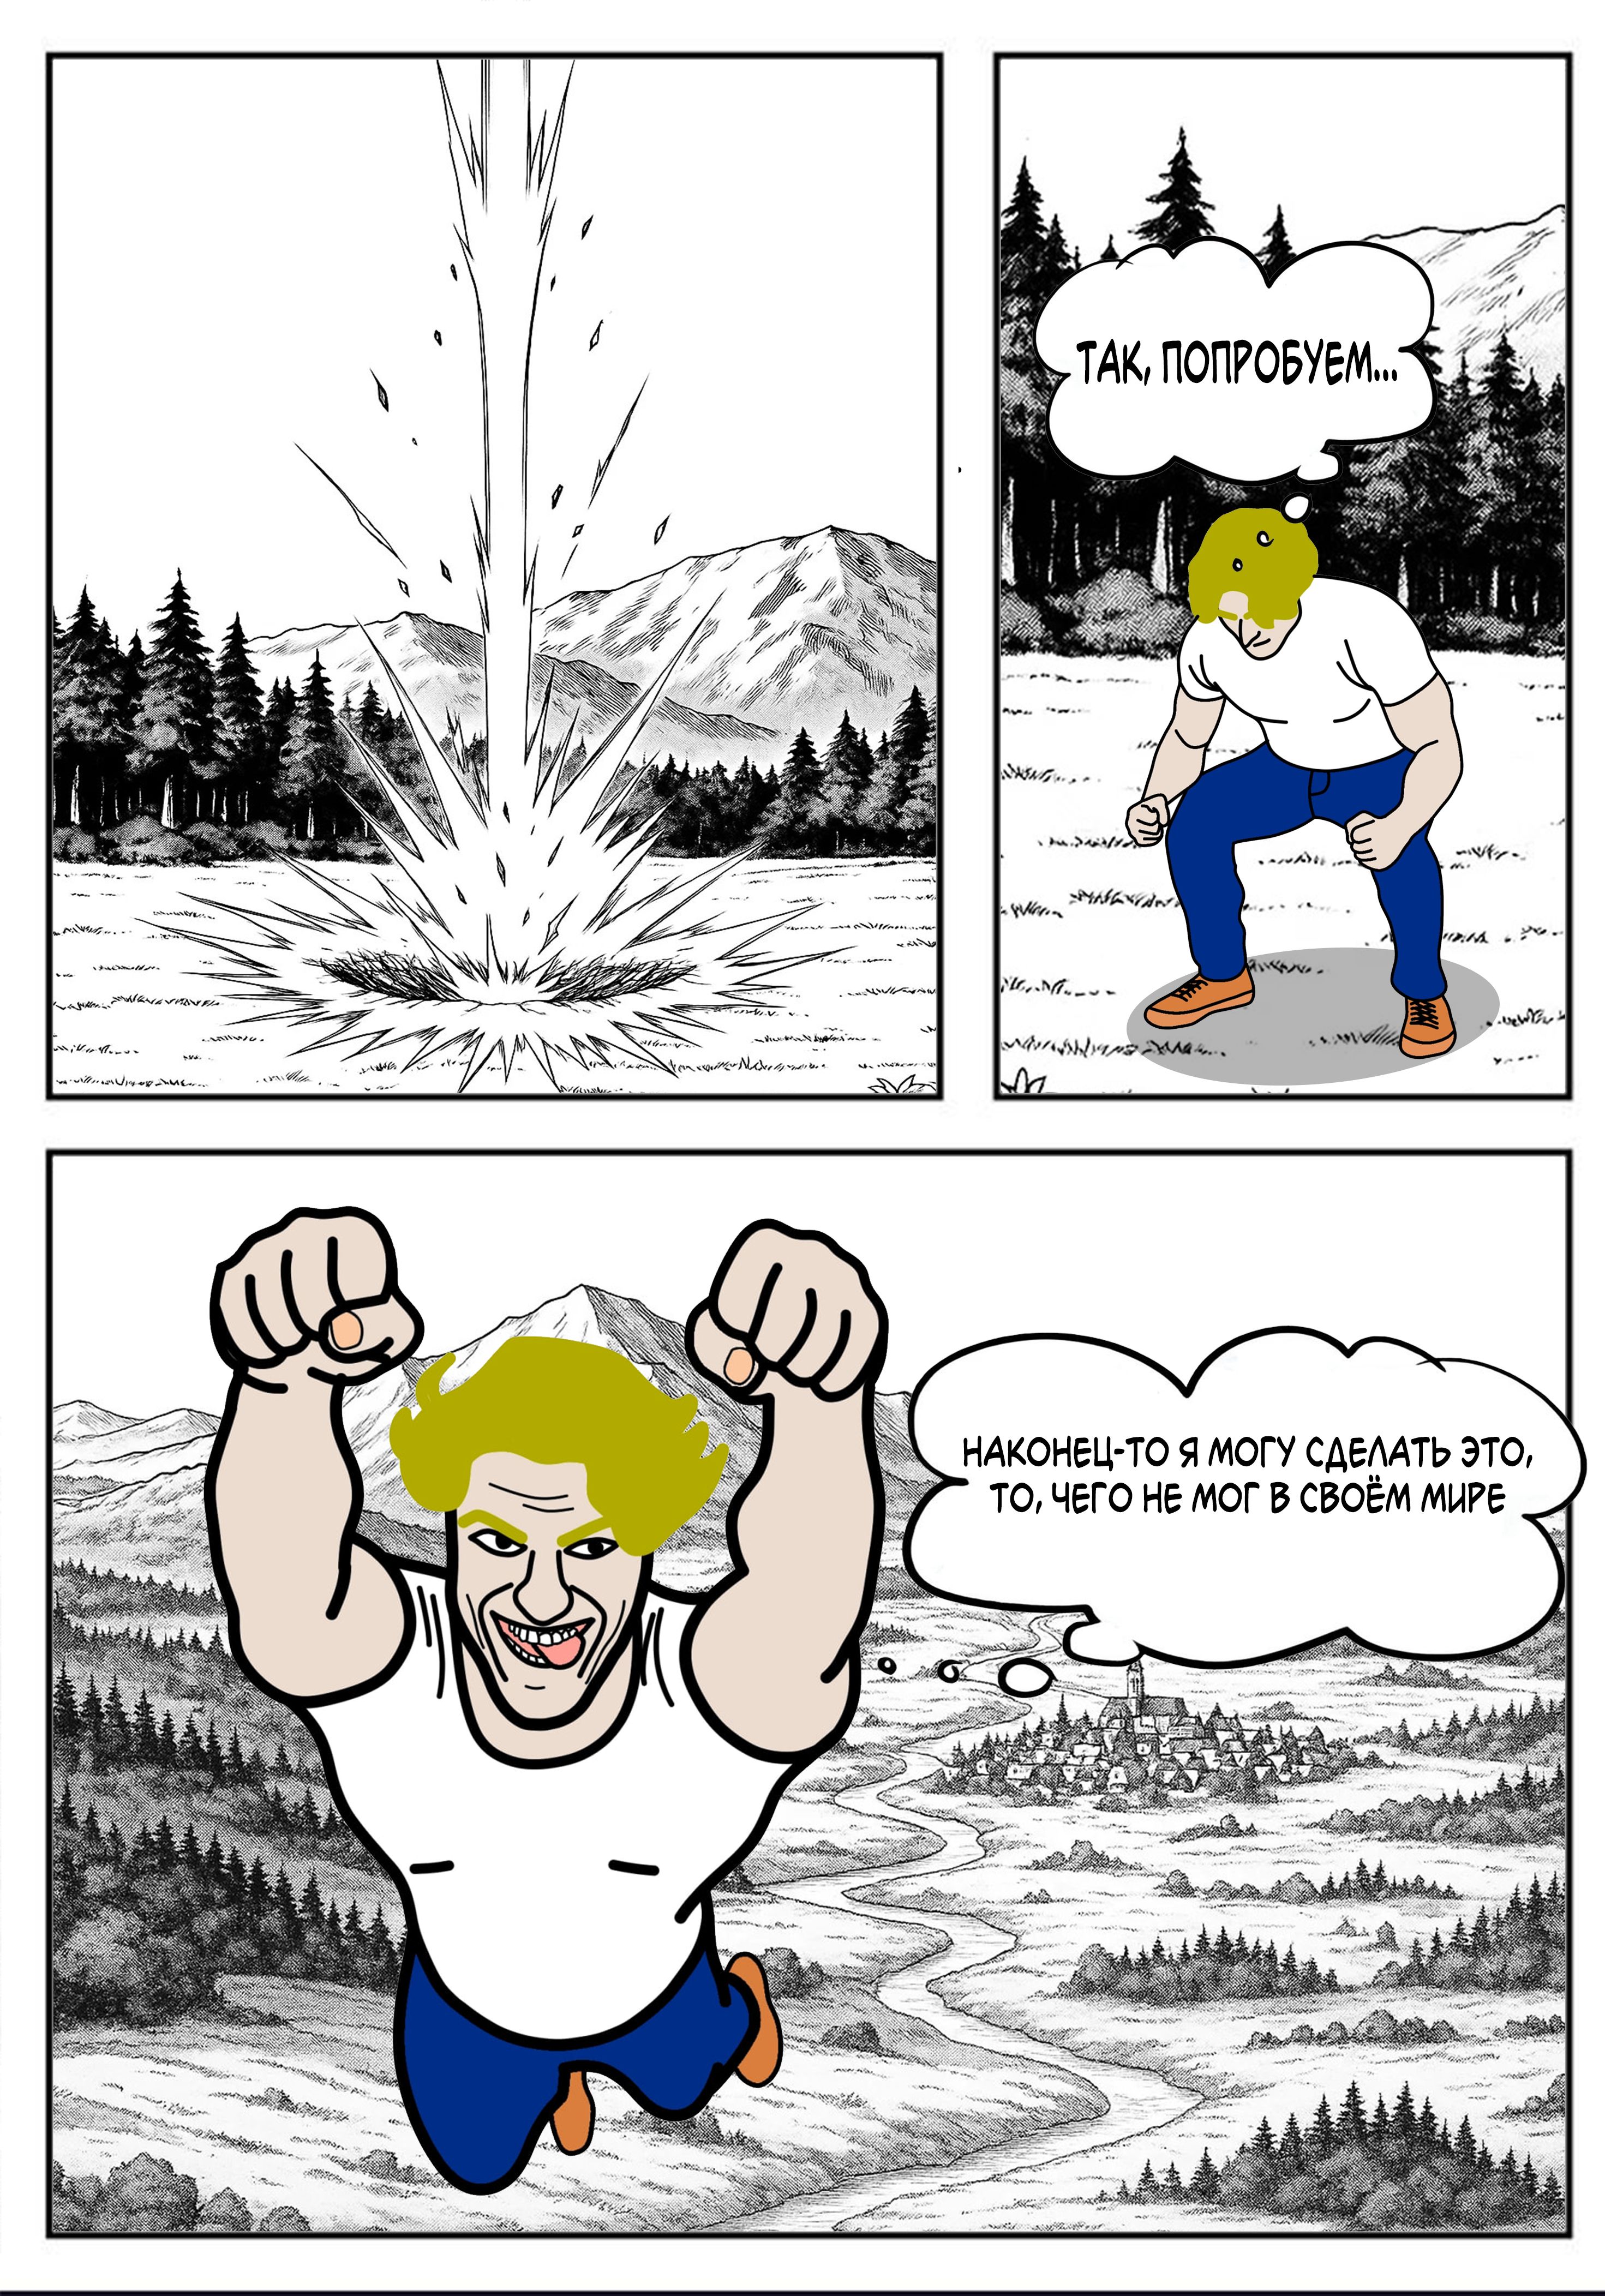 ТАК, ПОПРОБУЕМ...
НАКОНЕЦ-ТО Я МОГУ СДЕЛАТЬ ЭТО,
ТО, ЧЕГО НЕ МОГ В СВОЁМ МИРЕ